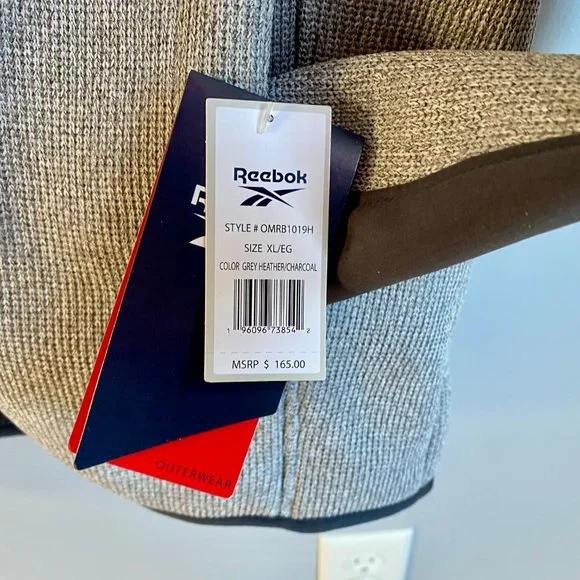 Reebok
STYLE # OMRB1019H
SIZE XL/EG
COLOR GREY HEATHER/CHARCOAL
1 96096 73854 2
MSRP $ 165.00
OUTERWEAR